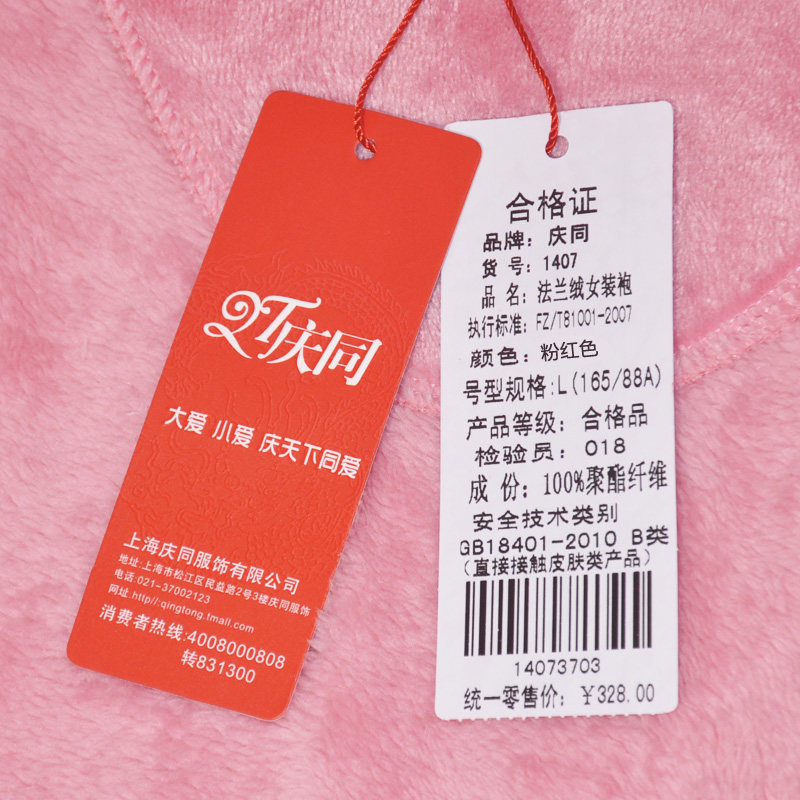 QT庆同
大爱 小爱 庆天下同爱
上海庆同服饰有限公司
地址:上海市松江区民益路2号3楼庆同服饰
电话:021-37002123
网址:http//:qingtong.tmall.com
消费者热线:4008000808
转831300
合格证
品牌：庆同
货 号：1407
品 名：法兰绒女装袍
执行标准：FZ/T81001-2007
颜色：粉红色
号型规格:L(165/88A)
产品等级：合格品
检验员：018
成 份：100%聚酯纤维
安全技术类别
GB18401-2010 B类
（直接接触皮肤类产品）
14073703
统一零售价：￥328.00